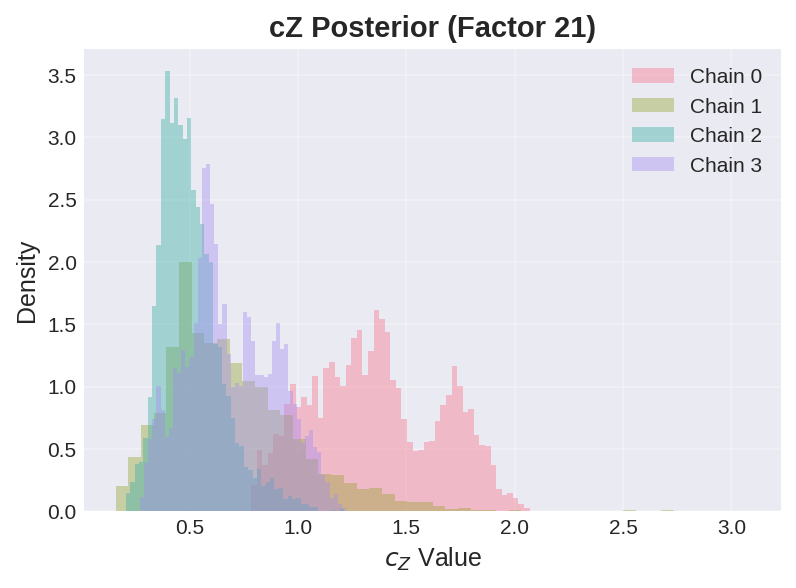 cZ Posterior (Factor 21)
Chain 0
Chain 1
Chain 2
Chain 3
Density
3.5
3.0
2.5
2.0
1.5
1.0
0.5
0.0
0.5 1.0 1.5 2.0 2.5 3.0
c_Z Value